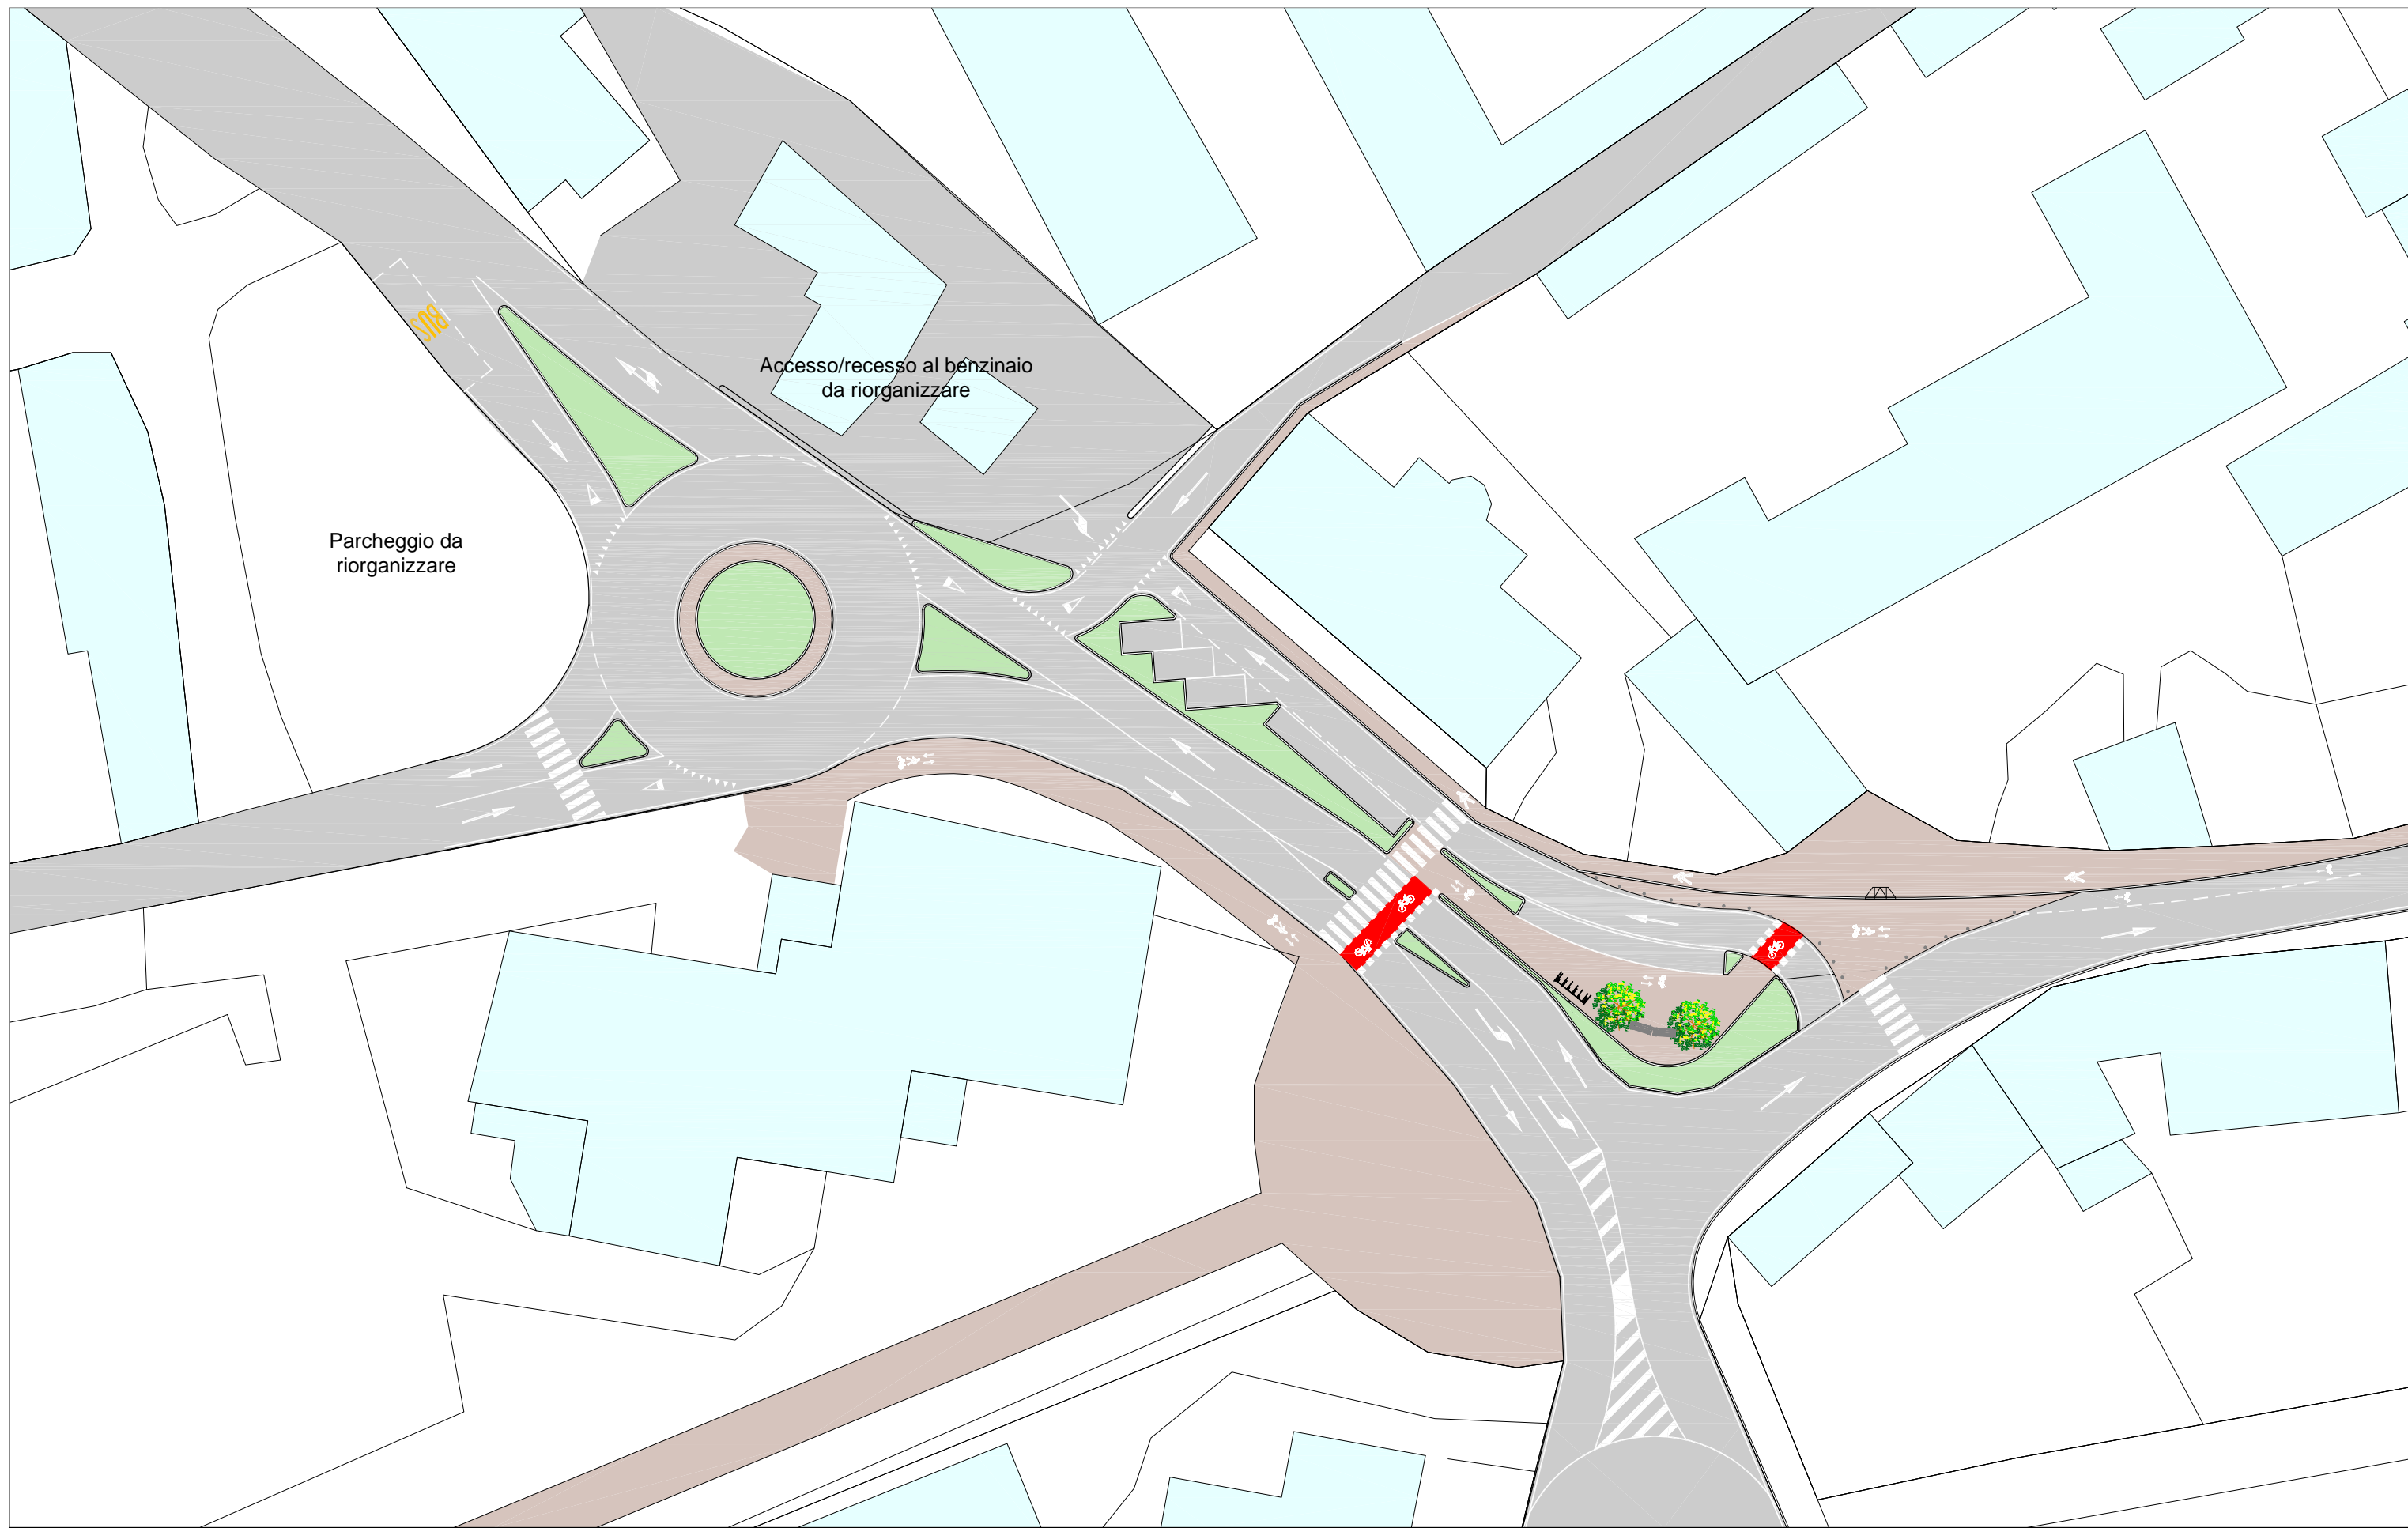 BUS
Accesso/recesso al benzinaio
da riorganizzare
Parcheggio da
riorganizzare